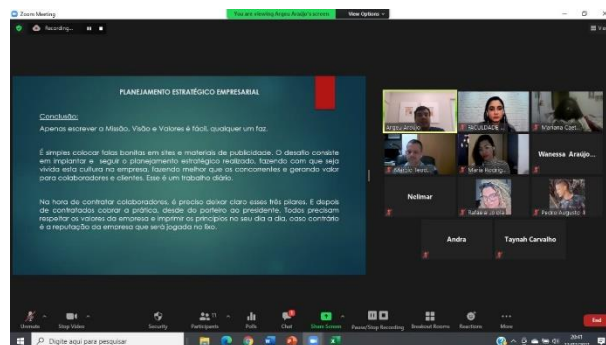 Zoom Meeting
You are viewing Argeu Araújo's screen
View Options
Recording...
PLANEJAMENTO ESTRATÉGICO EMPRESARIAL
Conclusão:
Apenas escrever a Missão, Visão e Valores é fácil, qualquer um faz.
É simples colocar falas bonitas em sites e materiais de publicidade. O desafio consiste
em implantar e seguir o planejamento estratégico realizado, fazendo com que seja
vivida esta cultura na empresa, fazendo melhor que os concorrentes e gerando valor
para colaboradores e clientes. Esse é um trabalho diário.
Na hora de contratar colaboradores, é preciso deixar claro esses três pilares. E depois
de contratados cobrar a prática, desde do porteiro ao presidente. Todos precisam
respeitar os valores da empresa e imprimir os princípios no seu dia a dia, caso contrário
é a reputação da empresa que será jogada no lixo.
Argeu Araújo
FACULDADE
Mariana Cast...
Maria Rodrig...
Wanessa Araújo...
Nelimar
Pedro Augusto
Andra
Taynah Carvalho
Unmute
Stop Video
Security
Participants
11
Polls
Chat
Share Screen
Pause/Stop Recording
Breakout Rooms
Reactions
More
End
Digite aqui para pesquisar
20:41